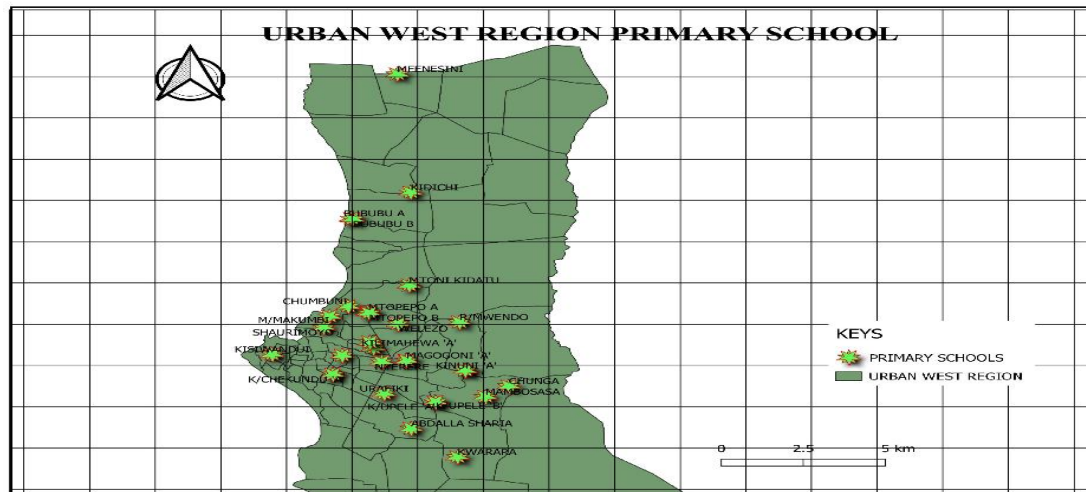 URBAN WEST REGION PRIMARY SCHOOL
MFENESINI
KIDICHI
BUBUBU A
BUBUBU B
MTONI KIDATU
CHUMBUNI
MTOPEPO A
M/MAKUMBI
MTOPEPO B
R/MWENDO
WELEZO
SHAURIMOYO
KILIMAHEWA 'A'
KISIWANDUI
MAGOGONI 'A'
NYERERE
KINUNI 'A'
K/CHEKUNDU
CHUNGA
URAFIKI
MAMBOSASA
K/UPELE 'A'
K/UPELE 'B'
ABDALLA SHARIA
KWARARA
KEYS
PRIMARY SCHOOLS
URBAN WEST REGION
0 2.5 5 km